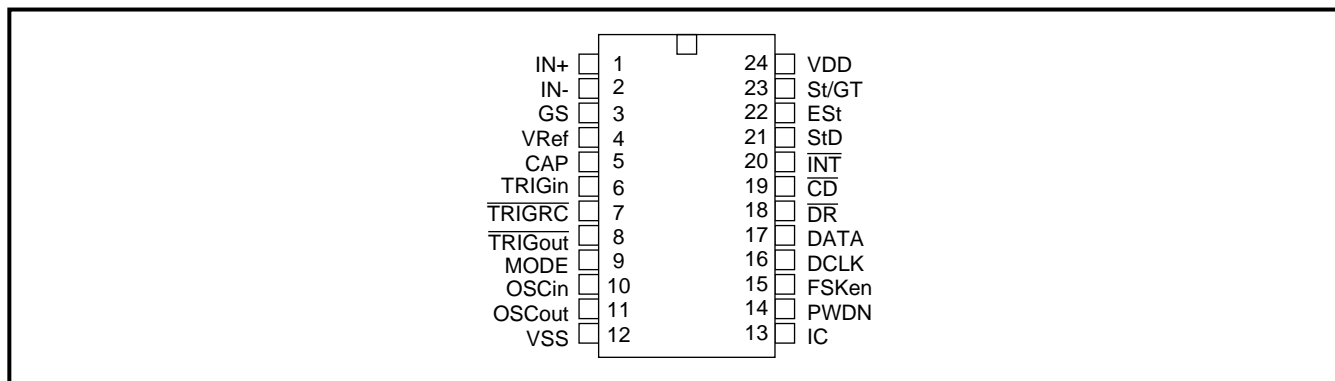 IN+ 1 24 VDD
IN- 2 23 St/GT
GS 3 22 ESt
VRef 4 21 StD
CAP 5 20 INT
TRIGin 6 19 CD
TRIGRC 7 18 DR
TRIGout 8 17 DATA
MODE 9 16 DCLK
OSCin 10 15 FSKen
OSCout 11 14 PWDN
VSS 12 13 IC